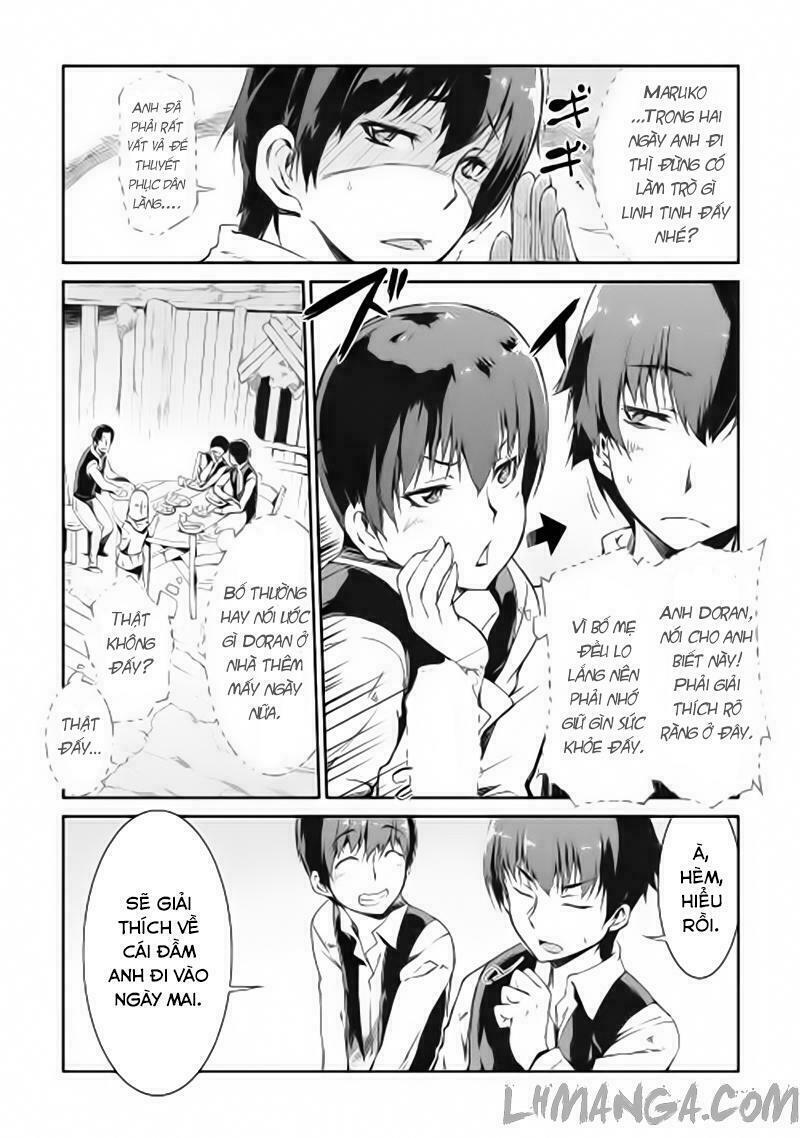 MARUKO
...TRONG HAI
NGÀY ANH ĐI
THÌ ĐỪNG CÓ
LÀM TRÒ GÌ
LINH TINH ĐẤY
NHÉ?
ギギ
ANH ĐÃ
PHẢI RẤT
VẤT VẢ ĐỂ
THUYẾT
PHỤC DÂN
LÀNG....
ズイ
ANH DORAN,
NÓI CHO ANH
BIẾT NÀY!
PHẢI GIẢI
THÍCH RÕ
RÀNG Ở ĐÂY.
VÌ BỐ MẸ
ĐỀU LO
LẮNG NÊN
PHẢI NHỚ
GIỮ GÌN SỨC
KHỎE ĐẤY.
BỐ THƯỜNG
HAY NÓI ƯỚC
GÌ DORAN Ở
NHÀ THÊM
MẤY NGÀY
NỮA.
THẬT
KHÔNG
ĐẤY?
THẬT
ĐẤY...
À,
HÈM,
HIỂU
RỒI.
SẼ GIẢI
THÍCH VỀ
CÁI ĐẦM
ANH ĐI VÀO
NGÀY MAI.
LHMANGA.COM